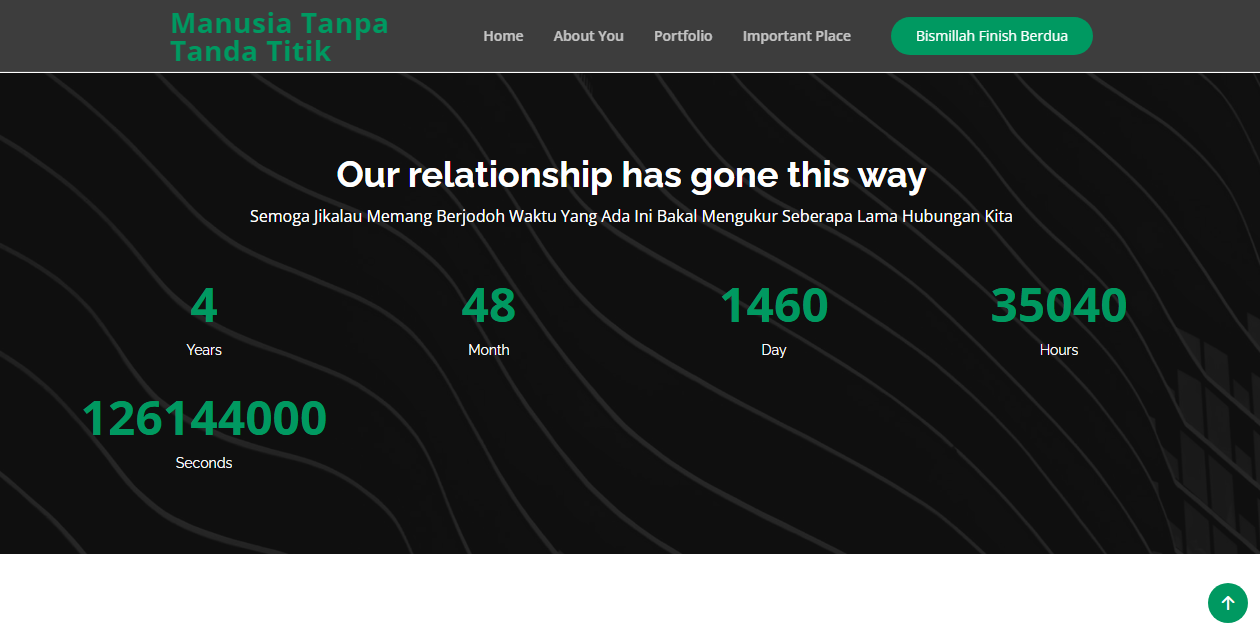 Manusia Tanpa
Tanda Titik
Home
About You
Portfolio
Important Place
Bismillah Finish Berdua
Our relationship has gone this way
Semoga Jikalau Memang Berjodoh Waktu Yang Ada Ini Bakal Mengukur Seberapa Lama Hubungan Kita
4
Years
48
Month
1460
Day
35040
Hours
126144000
Seconds